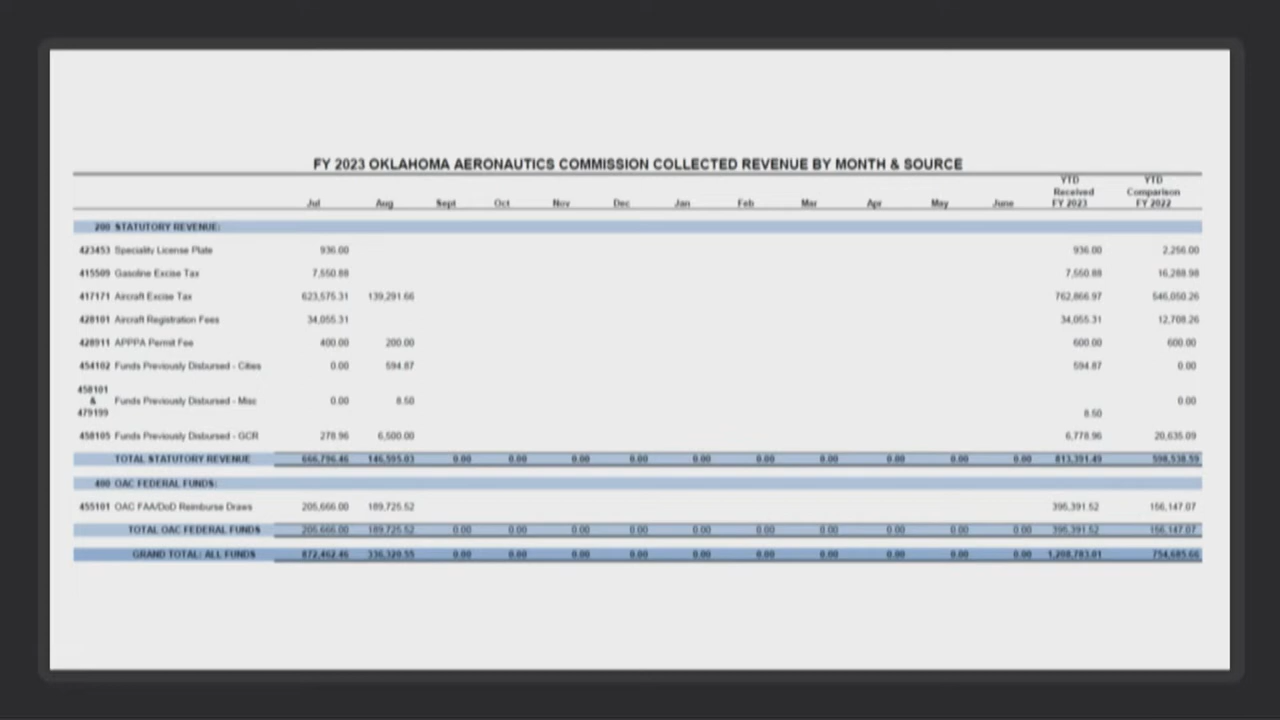 FY 2023 OKLAHOMA AERONAUTICS COMMISSION COLLECTED REVENUE BY MONTH & SOURCE
Jul Aug Sept Oct Nov Dec Jan Feb Mar Apr May June YTD Received FY 2023 YTD Comparison FY 2022
200 STATUTORY REVENUE:
423453 Speciality License Plate 936.00 936.00 2,256.00
415509 Gasoline Excise Tax 7,550.88 7,550.88 16,288.98
417171 Aircraft Excise Tax 623,575.31 139,291.66 762,866.97 546,050.26
428101 Aircraft Registration Fees 34,055.31 34,055.31 12,708.26
428911 APPPA Permit Fee 400.00 200.00 600.00 600.00
454102 Funds Previously Disbursed - Cities 0.00 594.87 594.87 0.00
458101 & 479199 Funds Previously Disbursed - Misc 0.00 8.50 8.50 0.00
458105 Funds Previously Disbursed - GCR 278.96 6,500.00 6,778.96 20,635.09
TOTAL STATUTORY REVENUE 666,796.46 146,595.03 0.00 0.00 0.00 0.00 0.00 0.00 0.00 0.00 0.00 0.00 813,391.49 598,538.59
400 OAC FEDERAL FUNDS:
455101 OAC FAA/DoD Reimburse Draws 205,666.00 189,725.52 395,391.52 156,147.07
TOTAL OAC FEDERAL FUNDS 205,666.00 189,725.52 0.00 0.00 0.00 0.00 0.00 0.00 0.00 0.00 0.00 0.00 395,391.52 156,147.07
GRAND TOTAL: ALL FUNDS 872,462.46 336,320.55 0.00 0.00 0.00 0.00 0.00 0.00 0.00 0.00 0.00 0.00 1,208,783.01 754,685.66